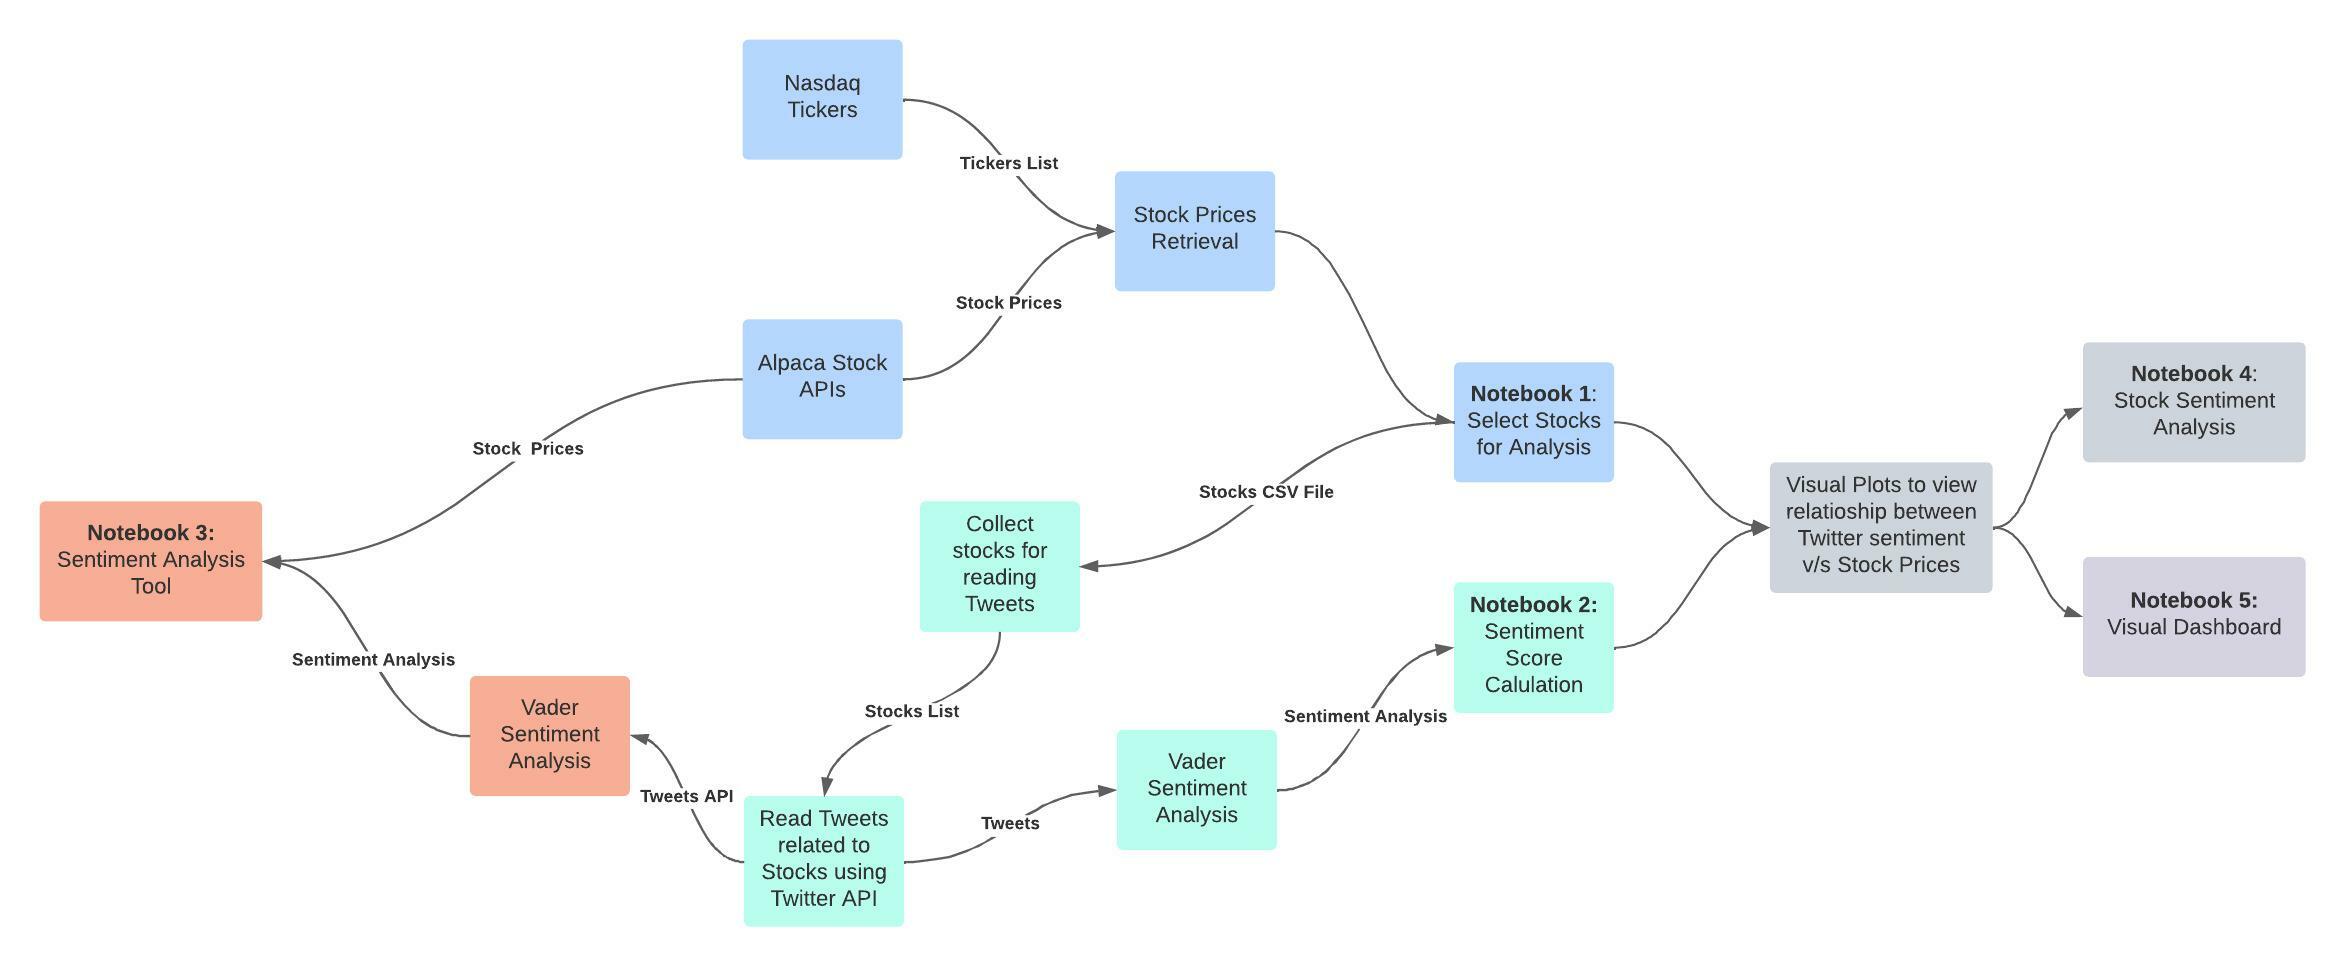 Nasdaq
Tickers
Tickers List
Stock Prices
Retrieval
Stock Prices
Alpaca Stock
APIs
Stock  Prices
Notebook 1:
Select Stocks
for Analysis
Stocks CSV File
Notebook 3:
Sentiment Analysis
Tool
Collect
stocks for
reading
Tweets
Visual Plots to view
relatioship between
Twitter sentiment
v/s Stock Prices
Notebook 4:
Stock Sentiment
Analysis
Notebook 5:
Visual Dashboard
Notebook 2:
Sentiment
Score
Calulation
Sentiment Analysis
Vader
Sentiment
Analysis
Stocks List
Sentiment Analysis
Tweets API
Read Tweets
related to
Stocks using
Twitter API
Tweets
Vader
Sentiment
Analysis